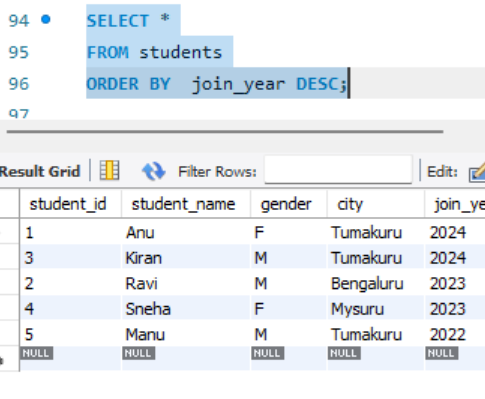 94 SELECT *
95 FROM students
96 ORDER BY join_year DESC;
97
Result Grid Filter Rows: Edit:
student_id student_name gender city join_ye
1 Anu F Tumakuru 2024
3 Kiran M Tumakuru 2024
2 Ravi M Bengaluru 2023
4 Sneha F Mysuru 2023
5 Manu M Tumakuru 2022
NULL NULL NULL NULL NULL